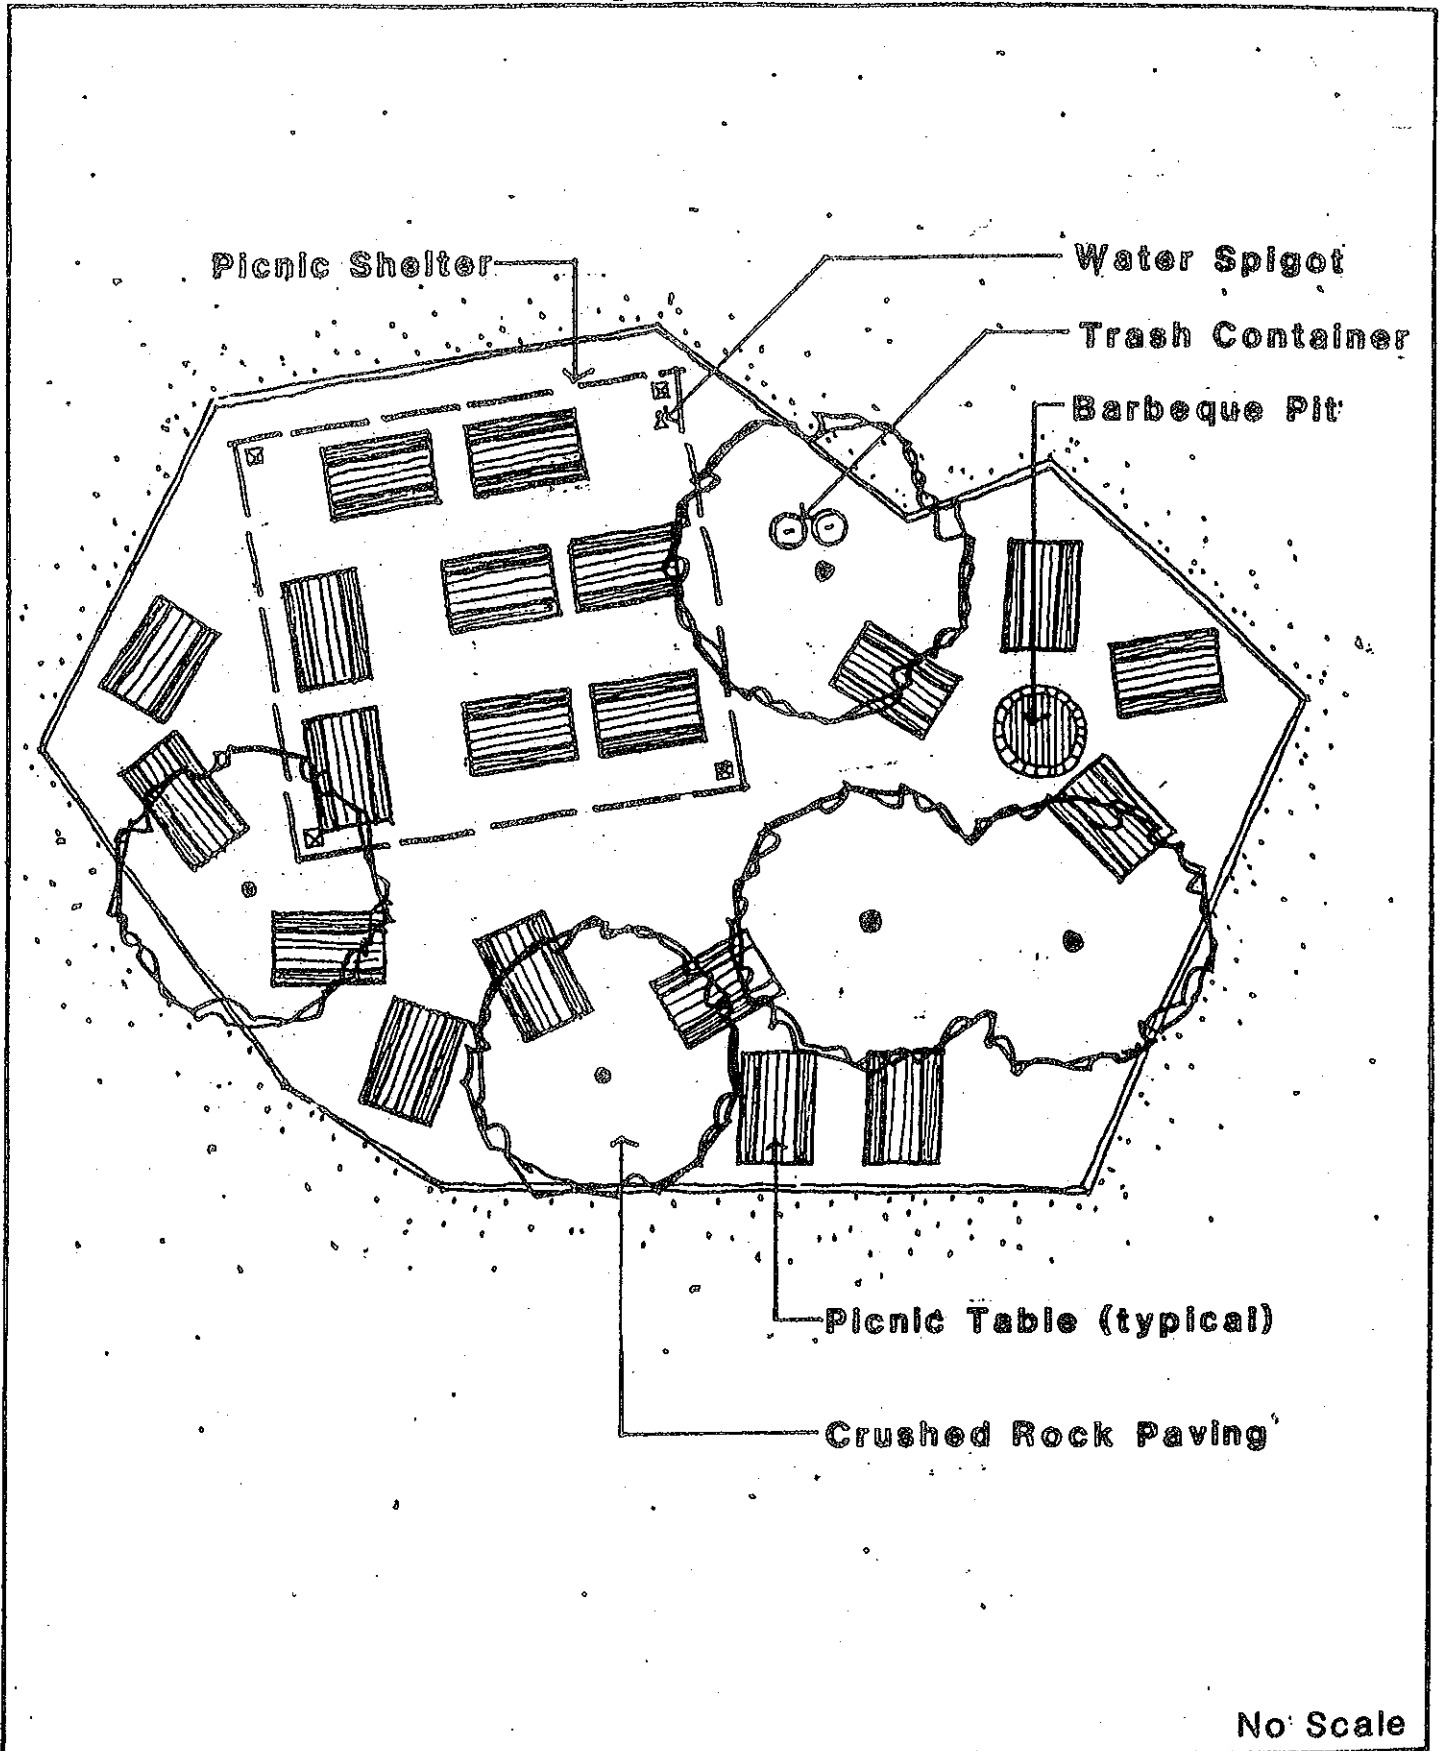 Picnic Shelter
Water Spigot
Trash Container
Barbeque Pit
Picnic Table (typical)
Crushed Rock Paving
No Scale